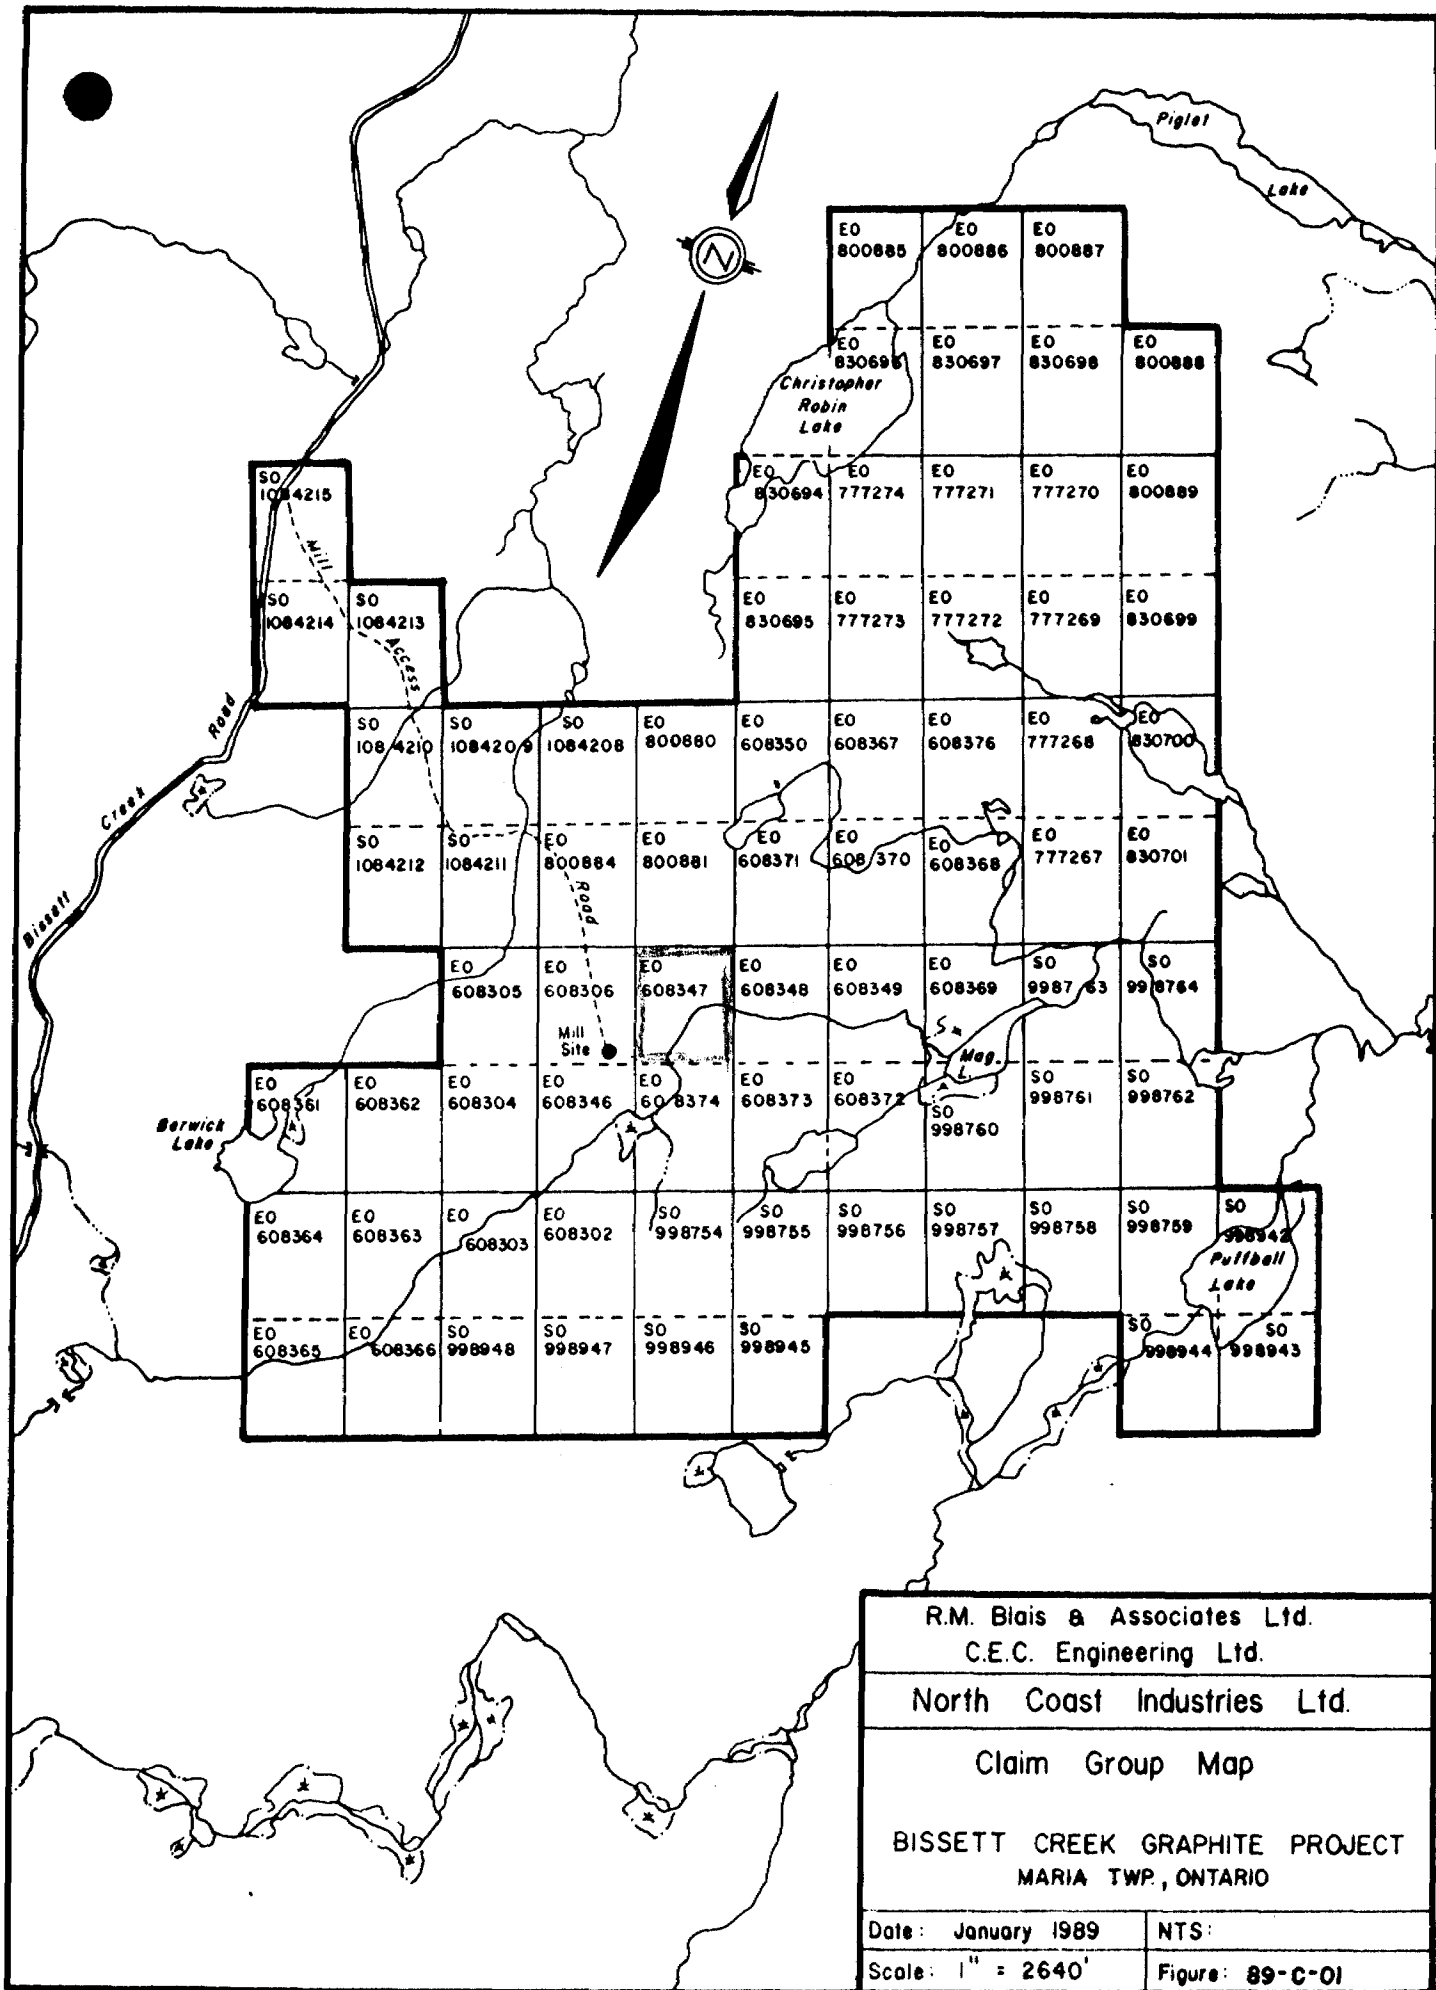 Piglet
Lake
EO
800885
EO
800886
EO
800887
N
EO
830696
EO
830697
EO
830698
EO
800888
Christopher
Robin
Lake
SO
1084215
EO
830694
EO
777274
EO
777271
EO
777270
EO
800889
Mill
Access
Road
SO
1084214
SO
1084213
EO
830695
EO
777273
EO
777272
EO
777269
EO
830699
Bissett Creek Road
SO
1084210
SO
1084209
SO
1084208
EO
800880
EO
608350
EO
608367
EO
608376
EO
777268
EO
830700
SO
1084212
SO
1084211
EO
800884
EO
800881
EO
608371
EO
608370
EO
608368
EO
777267
EO
830701
EO
608305
EO
608306
EO
608347
EO
608348
EO
608349
EO
608369
SO
998763
SO
998764
Mill
Site
Mag.
L.
EO
608361
EO
608362
EO
608304
EO
608346
EO
608374
EO
608373
EO
608372
SO
998760
SO
998761
SO
998762
Berwick
Lake
EO
608364
EO
608363
EO
608303
EO
608302
SO
998754
SO
998755
SO
998756
SO
998757
SO
998758
SO
998759
SO
998942
Puffball
Lake
EO
608365
EO
608366
SO
998948
SO
998947
SO
998946
SO
998945
SO
998944
SO
998943
R.M. Blais & Associates Ltd.
C.E.C. Engineering Ltd.
North Coast Industries Ltd.
Claim Group Map
BISSETT CREEK GRAPHITE PROJECT
MARIA TWP., ONTARIO
Date: January 1989
NTS:
Scale: 1" = 2640'
Figure: 89-C-01